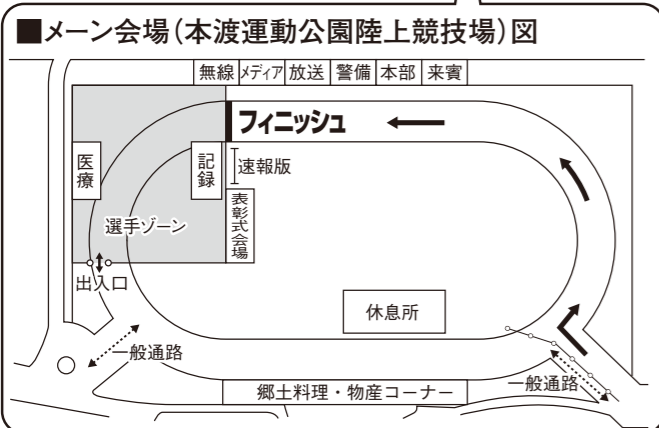 ■メーン会場(本渡運動公園陸上競技場)図
無線
メディア
放送
警備
本部
来賓
フィニッシュ
医療
記録
速報版
表彰式会場
選手ゾーン
出入口
休息所
一般通路
一般通路
郷土料理・物産コーナー